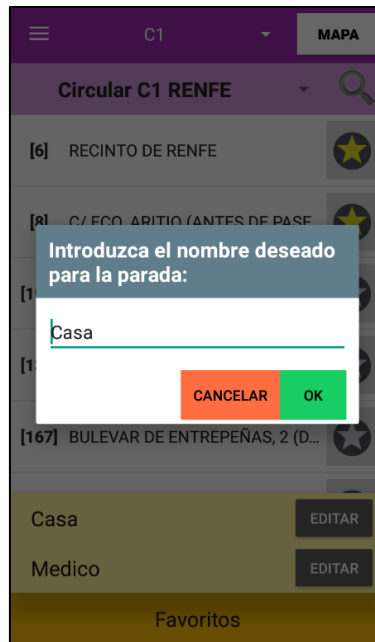 C1
MAPA
Circular C1 RENFE
[6] RECINTO DE RENFE
[8] C/ FCO. ARITIO (ANTES DE PASE
Introduzca el nombre deseado
para la parada:
Casa
CANCELAR OK
[167] BULEVAR DE ENTREPEÑAS, 2 (D...
Casa EDITAR
Medico EDITAR
Favoritos